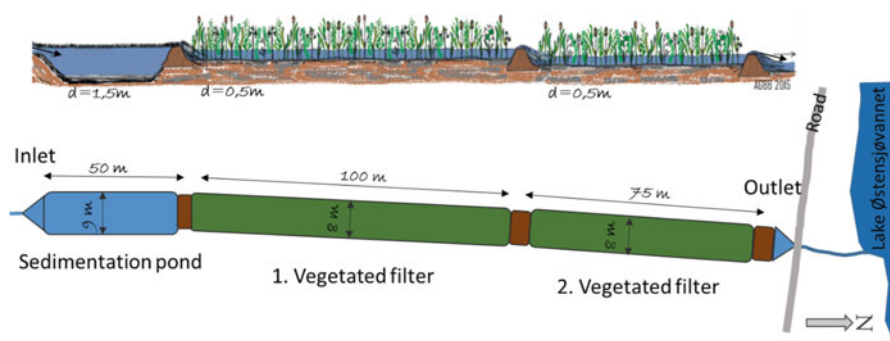 d=1,5m
d=0,5m
d=0,5m
AGBB 2015
Inlet
50 m
100 m
75 m
Outlet
Road
Lake Østensjøvannet
9 m
8 m
8 m
Sedimentation pond
1. Vegetated filter
2. Vegetated filter
N